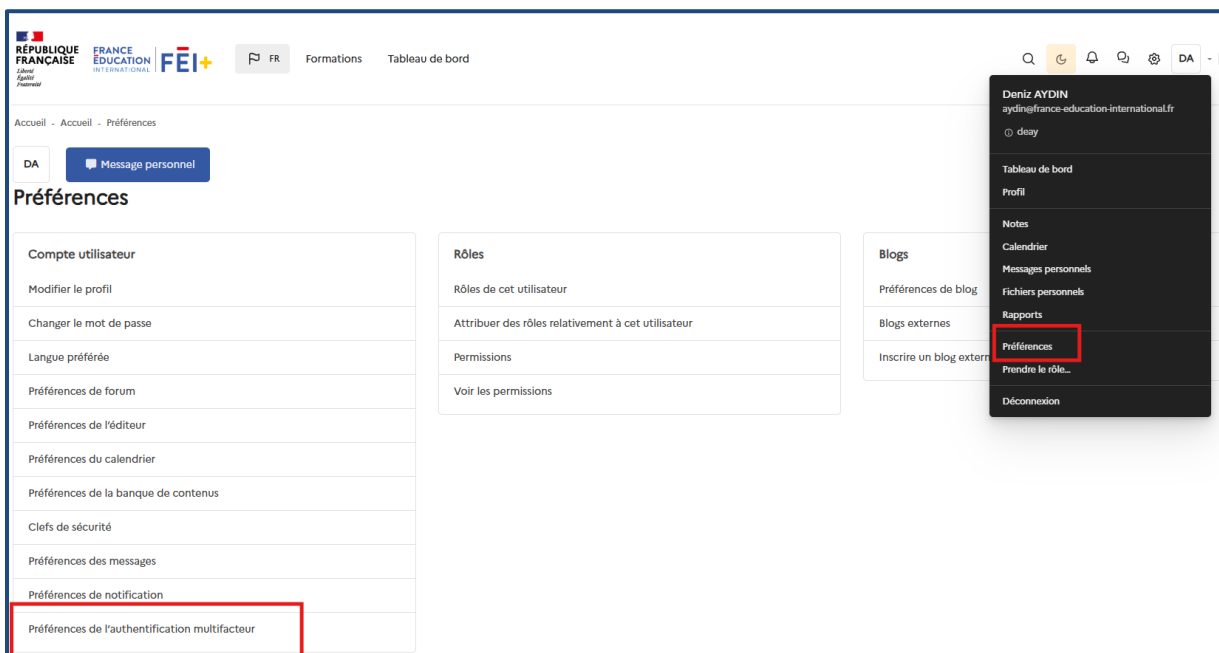 RÉPUBLIQUE
FRANÇAISE
Liberté
Égalité
Fraternité
FRANCE
ÉDUCATION
INTERNATIONAL
FĒI+
FR
Formations
Tableau de bord
DA
Accueil - Accueil - Préférences
DA
Message personnel
Préférences
Compte utilisateur
Modifier le profil
Changer le mot de passe
Langue préférée
Préférences de forum
Préférences de l'éditeur
Préférences du calendrier
Préférences de la banque de contenus
Clefs de sécurité
Préférences des messages
Préférences de notification
Préférences de l'authentification multifacteur
Rôles
Rôles de cet utilisateur
Attribuer des rôles relativement à cet utilisateur
Permissions
Voir les permissions
Blogs
Préférences de blog
Blogs externes
Inscrire un blog extern
Deniz AYDIN
aydin@france-education-international.fr
deay
Tableau de bord
Profil
Notes
Calendrier
Messages personnels
Fichiers personnels
Rapports
Préférences
Prendre le rôle...
Déconnexion